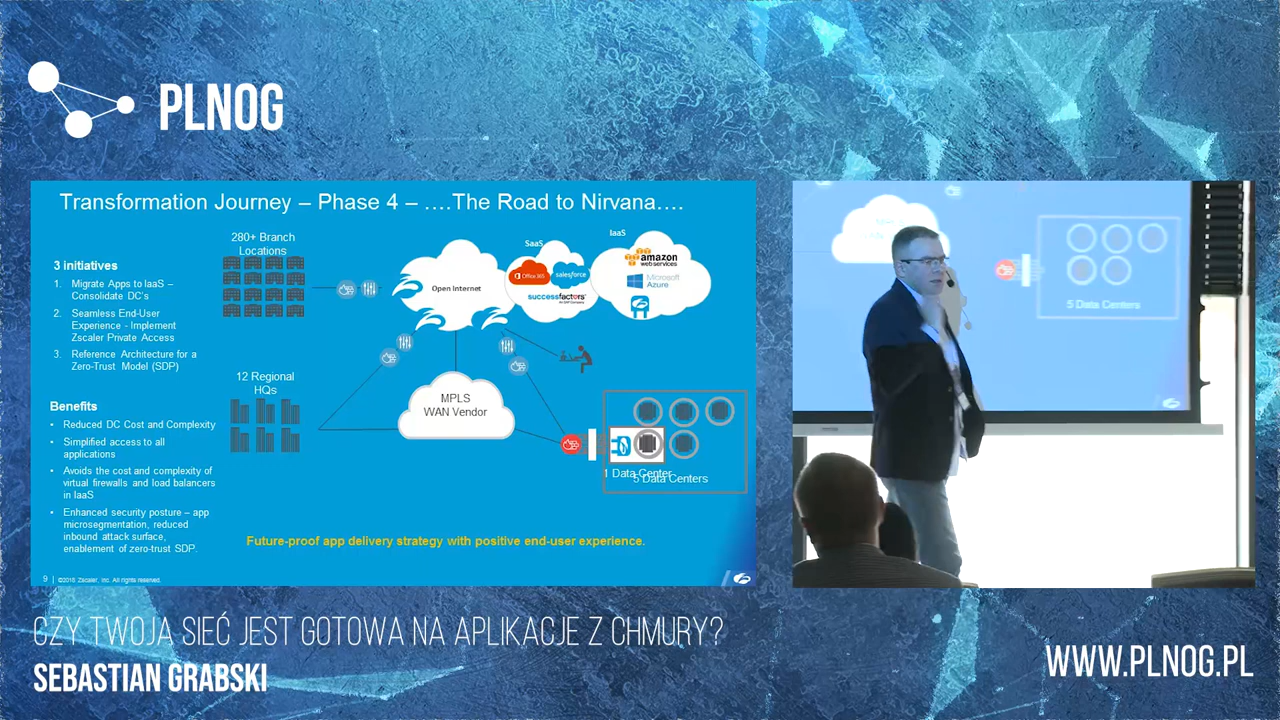 PLNOG
Transformation Journey – Phase 4 – ….The Road to Nirvana….
3 initiatives
1. Migrate Apps to IaaS –
Consolidate DC's
2. Seamless End-User
Experience - Implement
Zscaler Private Access
3. Reference Architecture for a
Zero-Trust Model (SDP)
Benefits
• Reduced DC Cost and Complexity
• Simplified access to all
applications
• Avoids the cost and complexity of
virtual firewalls and load balancers
in IaaS
• Enhanced security posture – app
microsegmentation, reduced
inbound attack surface,
enablement of zero-trust SDP.
280+ Branch
Locations
12 Regional
HQs
Open Internet
MPLS
WAN Vendor
SaaS
Office 365
salesforce
successfactors
An SAP Company
IaaS
amazon
web services
Microsoft
Azure
1 Data Center
5 Data Centers
Future-proof app delivery strategy with positive end-user experience.
9 | ©2016 Zscaler, Inc. All rights reserved.
5 Data Centers
CZY TWOJA SIEĆ JEST GOTOWA NA APLIKACJE Z CHMURY?
SEBASTIAN GRABSKI
WWW.PLNOG.PL